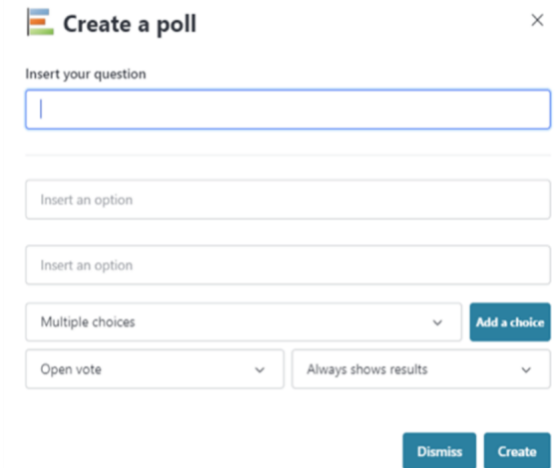 Create a poll
Insert your question
Insert an option
Insert an option
Multiple choices
Add a choice
Open vote
Always shows results
Dismiss
Create